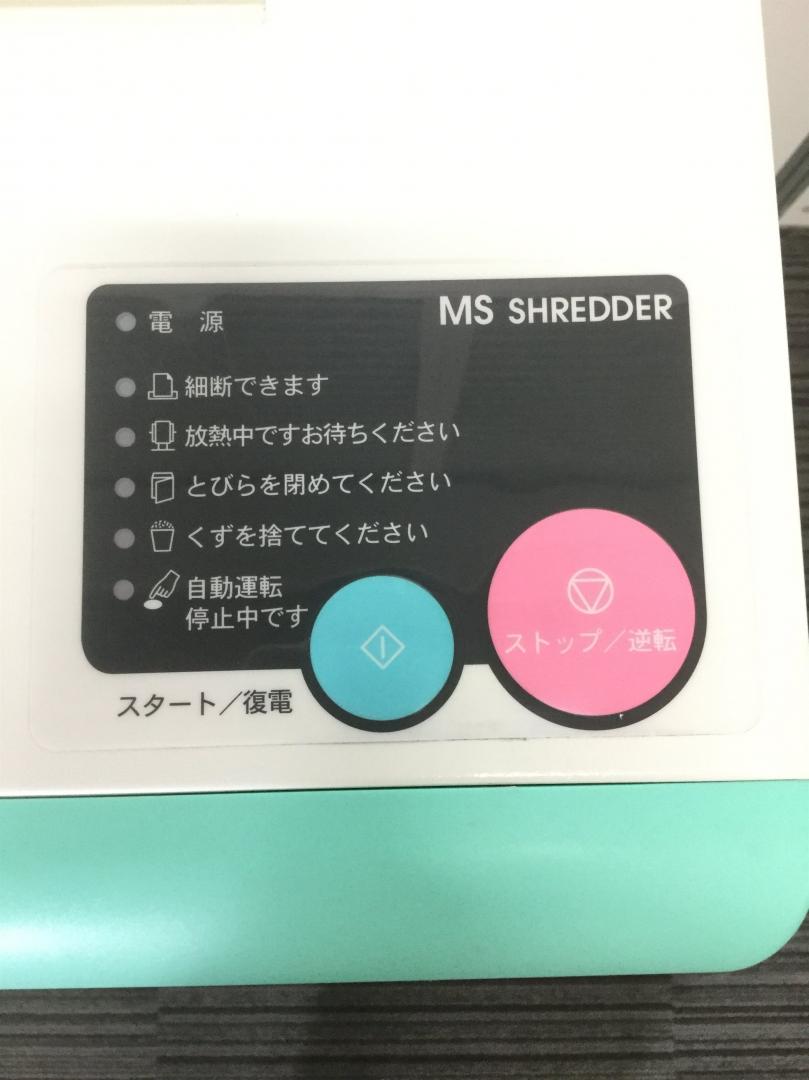 MS SHREDDER
電 源
細断できます
放熱中ですお待ちください
とびらを閉めてください
くずを捨ててください
自動運転
停止中です
ストップ／逆転
スタート／復電